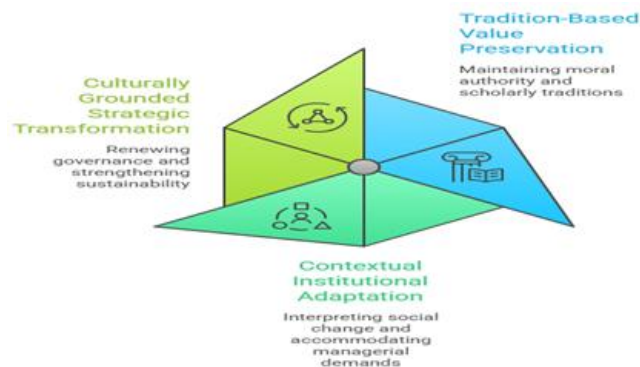 Tradition-Based
Value
Preservation
Maintaining moral
authority and
scholarly traditions
Culturally
Grounded
Strategic
Transformation
Renewing
governance and
strengthening
sustainability
Contextual
Institutional
Adaptation
Interpreting social
change and
accommodating
managerial
demands